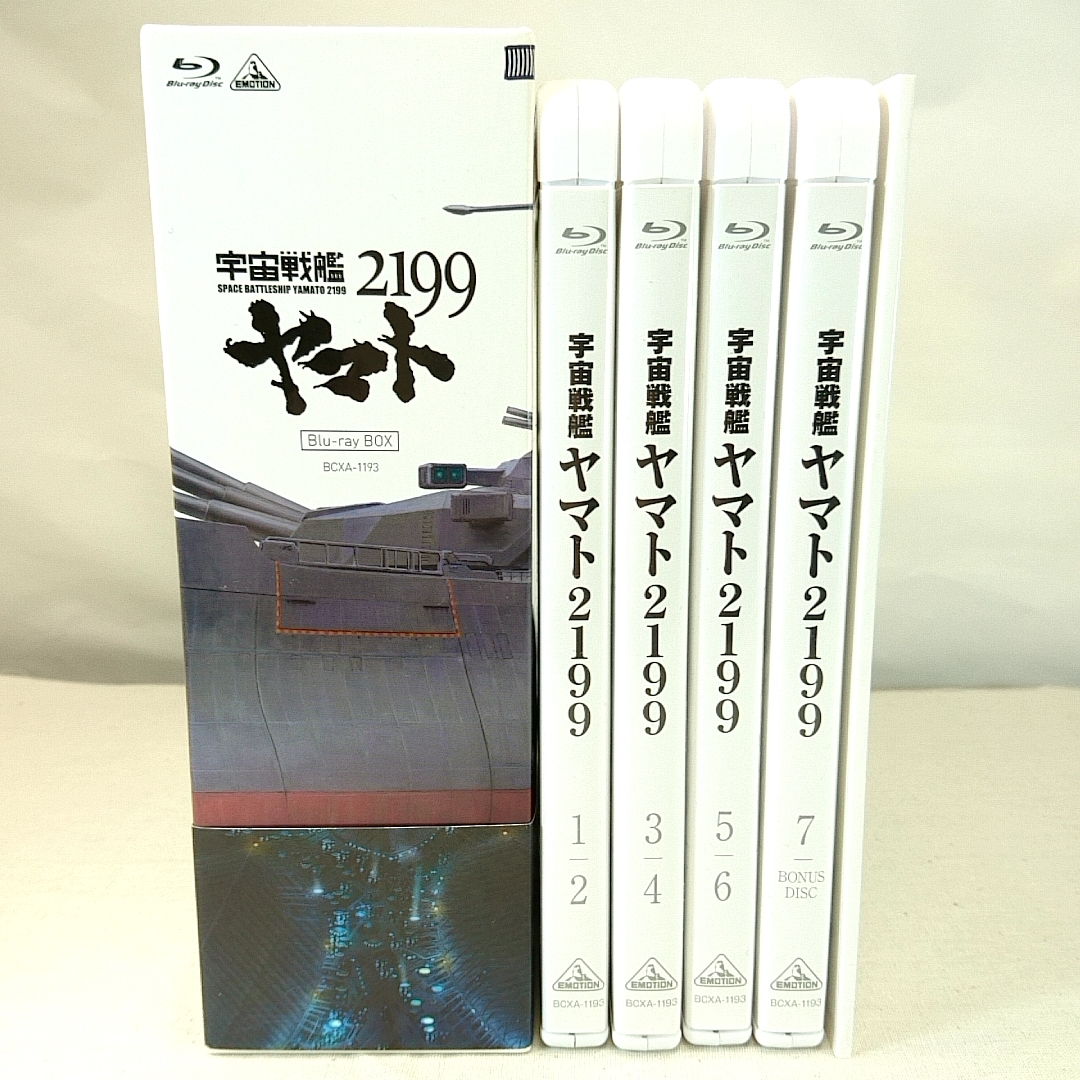 Blu-ray Disc
EMOTION
宇宙戦艦 2199
SPACE BATTLESHIP YAMATO 2199
ヤマト
Blu-ray BOX
BCXA-1193
Blu-ray Disc
宇宙戦艦ヤマト2199
1
2
EMOTION
BCXA-1193
Blu-ray Disc
宇宙戦艦ヤマト2199
3
4
EMOTION
BCXA-1193
Blu-ray Disc
宇宙戦艦ヤマト2199
5
6
EMOTION
BCXA-1193
Blu-ray Disc
宇宙戦艦ヤマト2199
7
BONUS
DISC
EMOTION
BCXA-1193